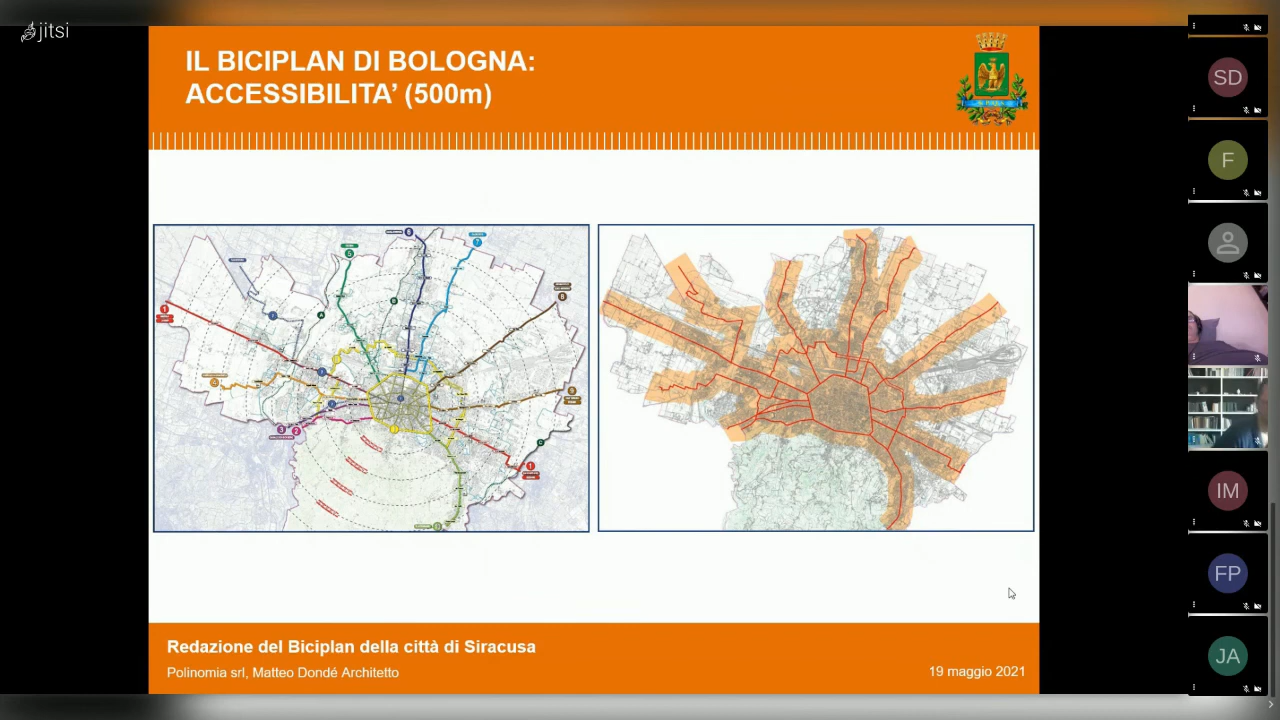 jitsi
IL BICIPLAN DI BOLOGNA:
ACCESSIBILITA' (500m)
SD
F
IM
FP
JA
Redazione del Biciplan della città di Siracusa
Polinomia srl, Matteo Dondé Architetto
19 maggio 2021